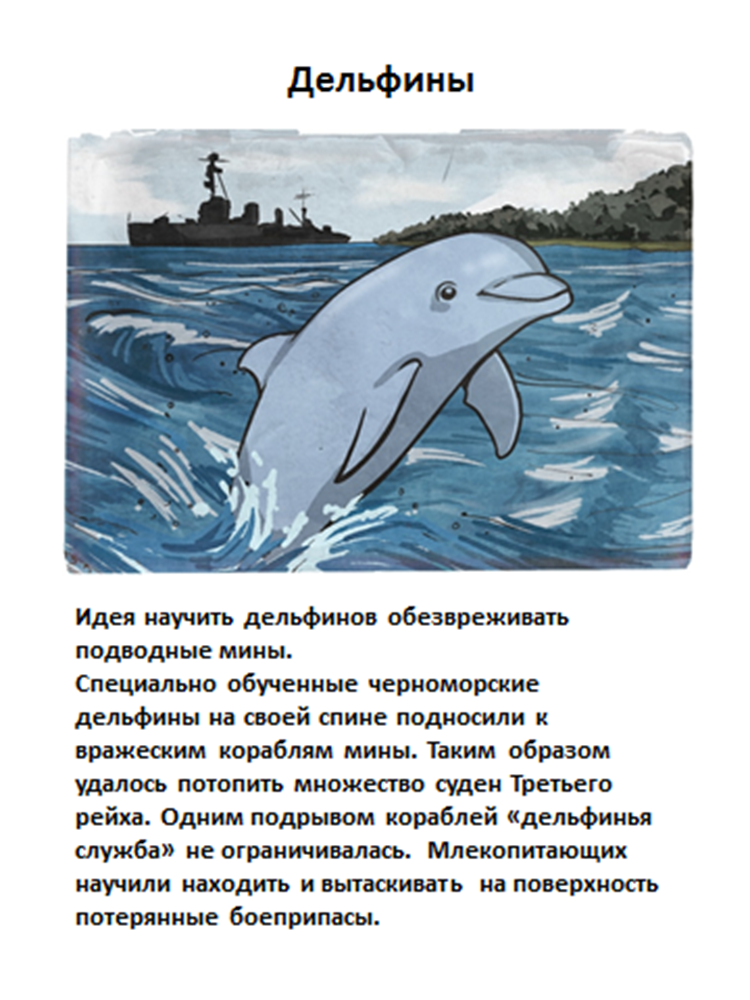 Дельфины
Идея научить дельфинов обезвреживать
подводные мины.
Специально обученные черноморские
дельфины на своей спине подносили к
вражеским кораблям мины. Таким образом
удалось потопить множество суден Третьего
рейха. Одним подрывом кораблей «дельфинья
служба» не ограничивалась. Млекопитающих
научили находить и вытаскивать на поверхность
потерянные боеприпасы.